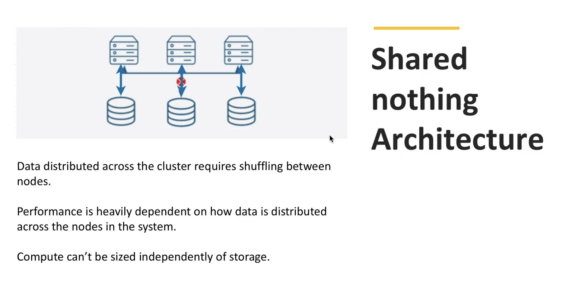 Shared
nothing
Architecture
Data distributed across the cluster requires shuffling between
nodes.
Performance is heavily dependent on how data is distributed
across the nodes in the system.
Compute can't be sized independently of storage.